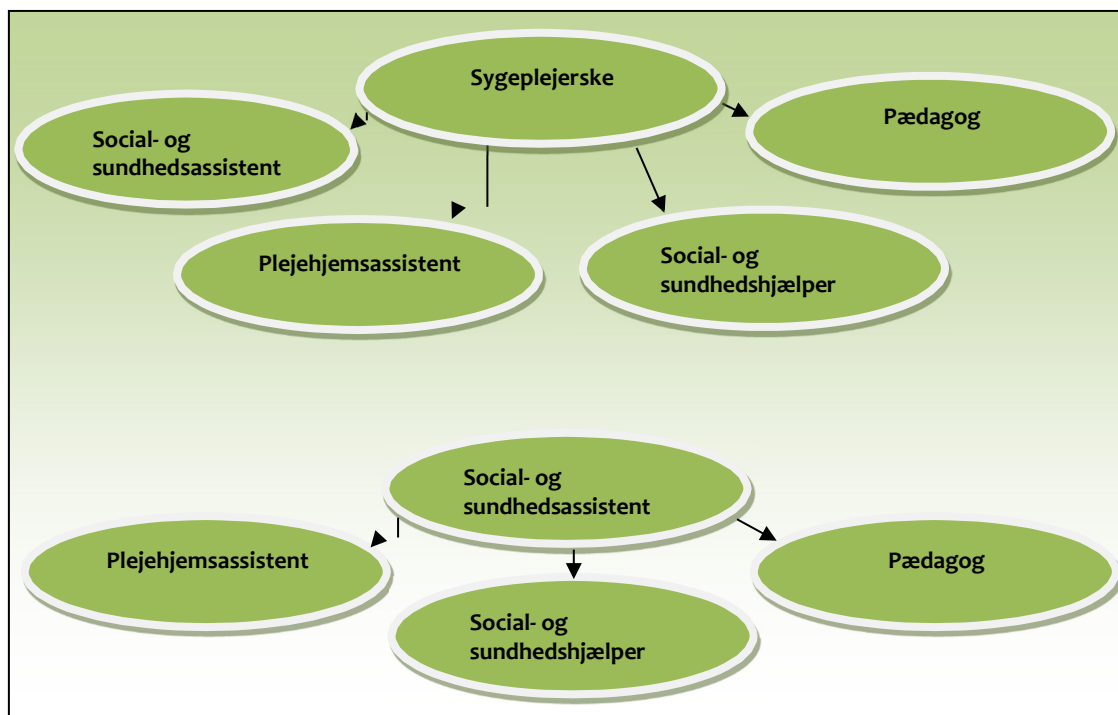 Sygeplejerske
Social- og
sundhedsassistent
Pædagog
Plejehjemsassistent
Social- og
sundhedshjælper
Social- og
sundhedsassistent
Plejehjemsassistent
Pædagog
Social- og
sundhedshjælper